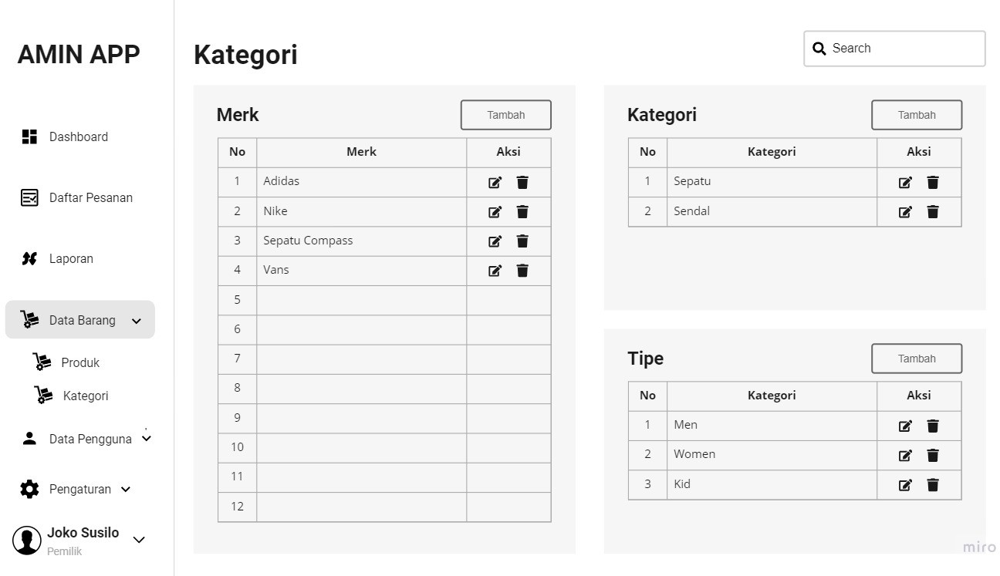 AMIN APP
Dashboard
Daftar Pesanan
Laporan
Data Barang
Produk
Kategori
Data Pengguna
Pengaturan
Joko Susilo
Pemilik
Kategori
Search
Merk
Tambah
No Merk Aksi
1 Adidas
2 Nike
3 Sepatu Compass
4 Vans
5
6
7
8
9
10
11
12
Kategori
Tambah
No Kategori Aksi
1 Sepatu
2 Sendal
Tipe
Tambah
No Kategori Aksi
1 Men
2 Women
3 Kid
miro